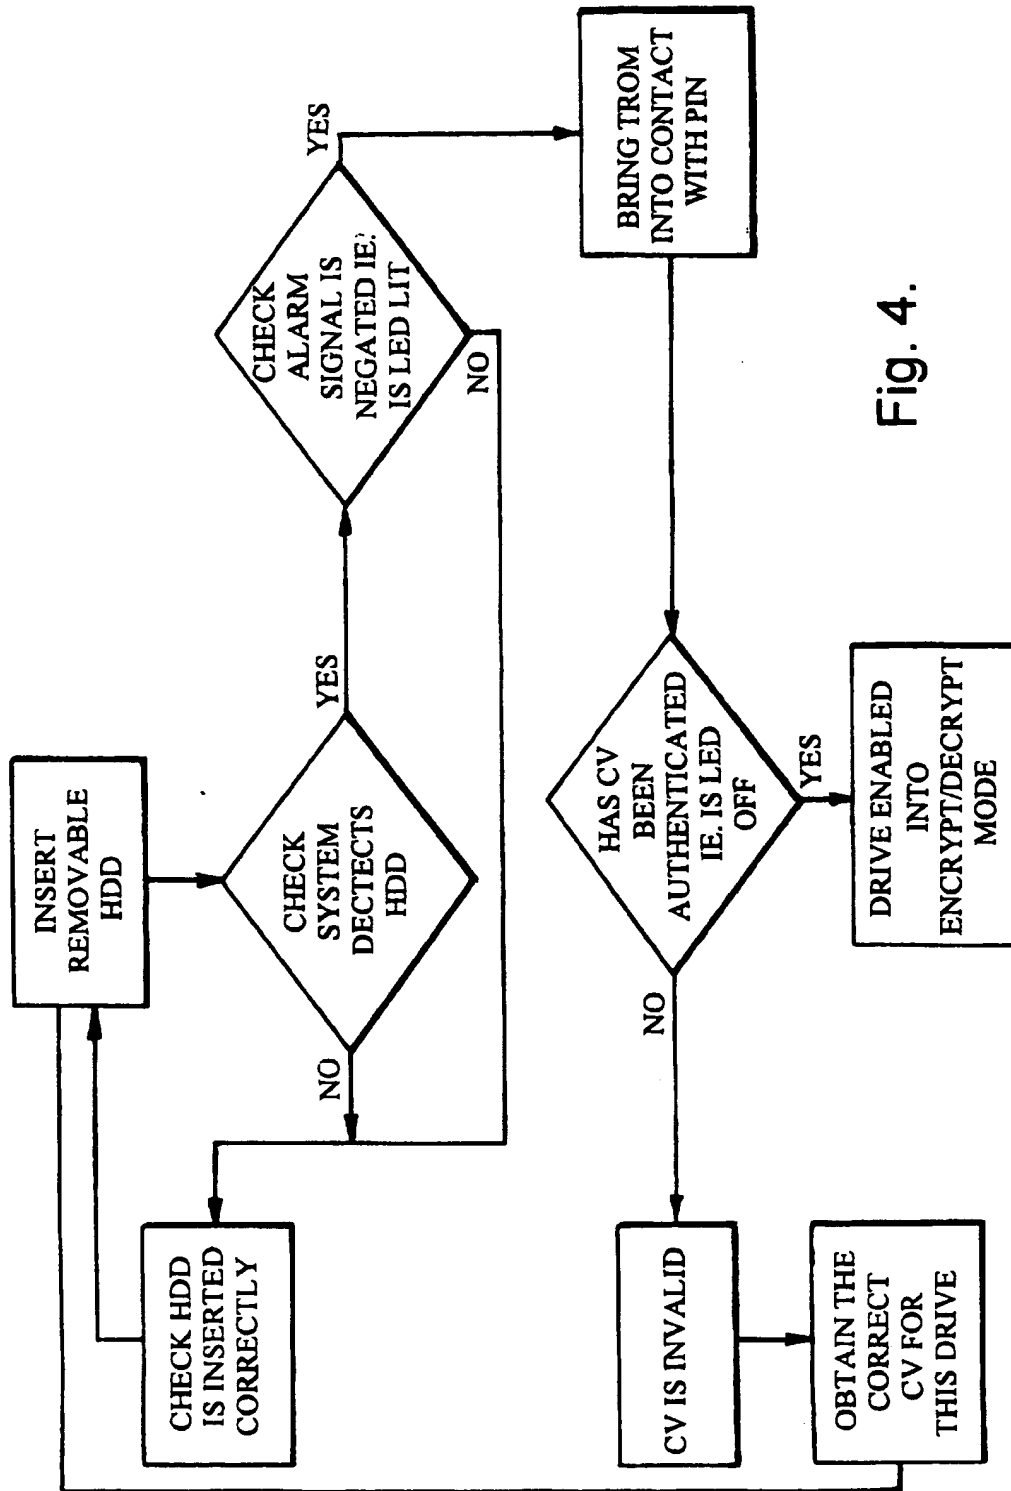 INSERT
REMOVABLE
HDD
CHECK
SYSTEM
DECTECTS
HDD
NO
YES
CHECK HDD
IS INSERTED
CORRECTLY
CHECK
ALARM
SIGNAL IS
NEGATED IE.
IS LED LIT
NO
YES
BRING TROM
INTO CONTACT
WITH PIN
HAS CV
BEEN
AUTHENTICATED
IE. IS LED
OFF
NO
YES
CV IS INVALID
OBTAIN THE
CORRECT
CV FOR
THIS DRIVE
DRIVE ENABLED
INTO
ENCRYPT/DECRYPT
MODE
Fig. 4.